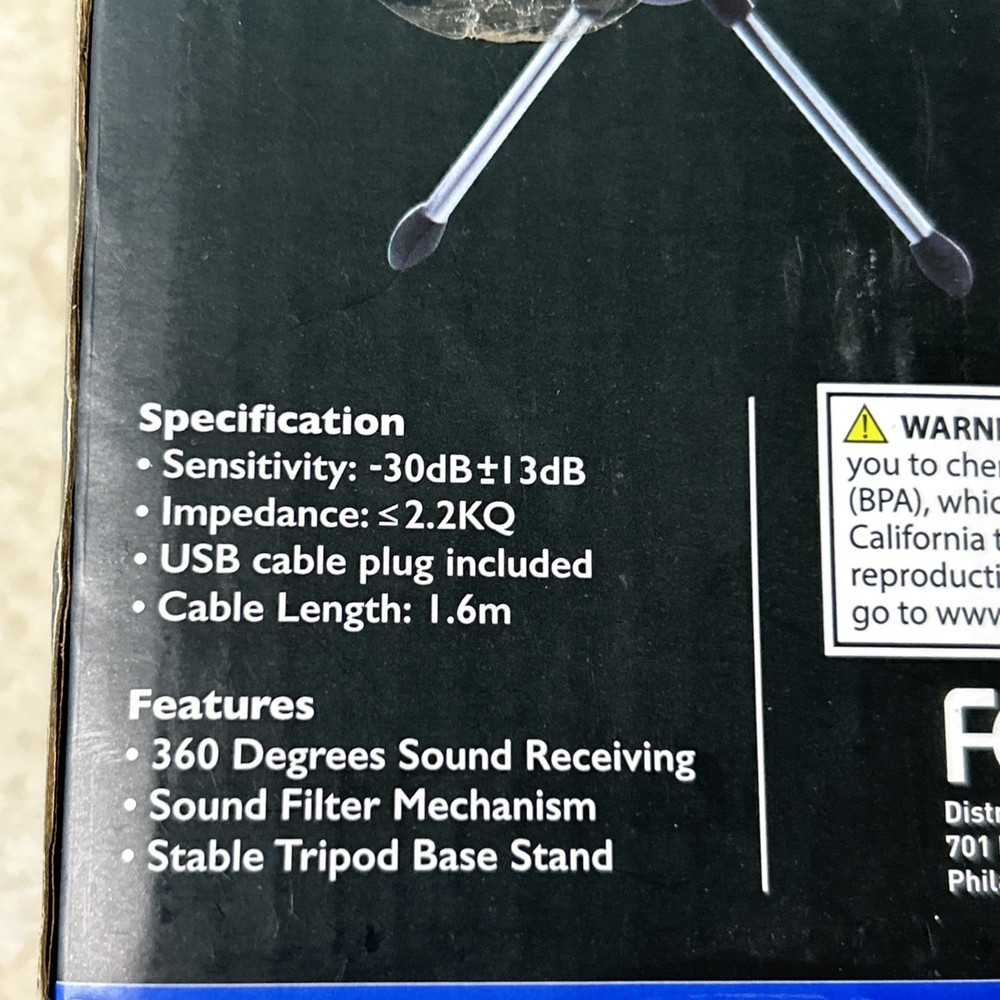 Specification
• Sensitivity: -30dB±13dB
• Impedance: ≤2.2KQ
• USB cable plug included
• Cable Length: 1.6m
Features
• 360 Degrees Sound Receiving
• Sound Filter Mechanism
• Stable Tripod Base Stand
WARNI
you to che
(BPA), whic
California t
reproducti
go to www
F
Distr
701
Phil